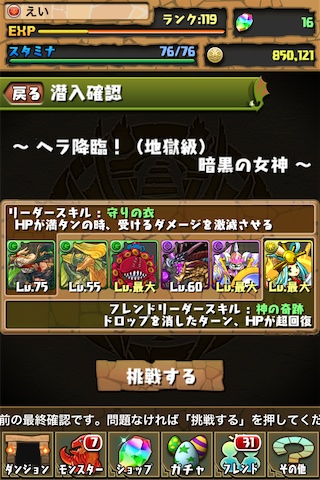 えい
ランク:119
16
EXP
スタミナ
76/76
850,121
戻る 潜入確認
~ ヘラ降臨!(地獄級)
暗黒の女神 ~
リーダースキル : 守りの衣
HPが満タンの時、受けるダメージを激減させる
Lv.75 Lv.55 Lv.最大 Lv.60 Lv.最大 Lv.最大
フレンドリーダースキル : 神の奇跡
ドロップを消したターン、HPが超回復
挑戦する
前の最終確認です。問題なければ「挑戦する」を押してくだ
7
31
ダンジョン モンスター ショップ ガチャ フレンド その他